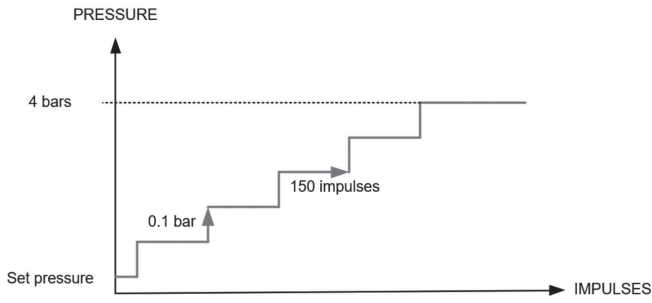 PRESSURE
4 bars
150 impulses
0.1 bar
Set pressure
IMPULSES